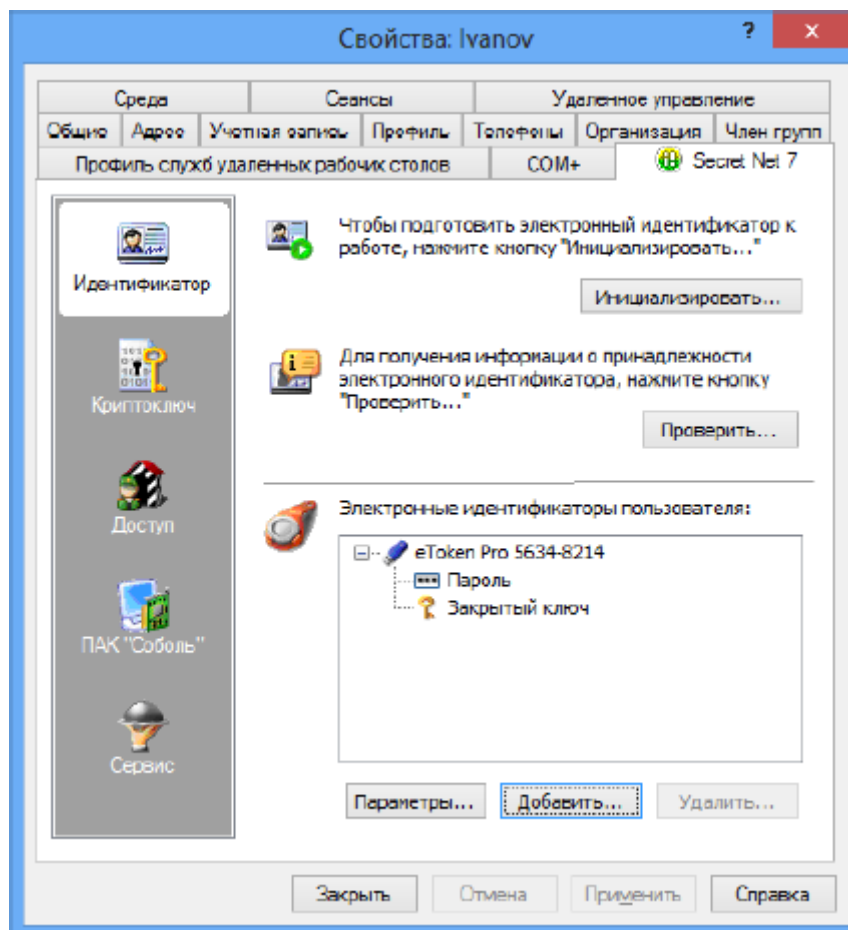 Свойства: Ivanov
?
x
Среда
Сеансы
Удаленное управление
Общие
Адрес
Учетная запись
Профиль
Телефоны
Организация
Член групп
Профиль служб удаленных рабочих столов
COM+
Secret Net 7
Идентификатор
Криптоключ
Доступ
ПАК "Соболь"
Сервис
Чтобы подготовить электронный идентификатор к
работе, нажмите кнопку "Инициализировать..."
Инициализировать...
Для получения информации о принадлежности
электронного идентификатора, нажмите кнопку
"Проверить..."
Проверить...
Электронные идентификаторы пользователя:
eToken Pro 5634-8214
Пароль
Закрытый ключ
Параметры...
Добавить...
Удалить...
Закрыть
Отмена
Применить
Справка